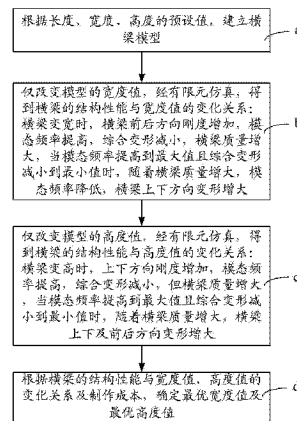 根据长度、宽度、高度的预设值，建立横
梁模型
a
仅改变模型的宽度值，经有限元仿真，得
到横梁的结构性能与宽度值的变化关系：
横梁变宽时，横梁前后方向刚度增加，模
态频率提高，综合变形减小，横梁质量增
大，当模态频率提高到最大值且综合变形
减小到最小值时，随着横梁质量增大，模
态频率降低，横梁上下方向变形增大
b
仅改变模型的高度值，经有限元仿真，得
到横梁的结构性能与高度值的变化关系：
横梁变高时，上下方向刚度增加，模态频
率提高，综合变形减小，但横梁质量增大
，当模态频率提高到最大值且综合变形减
小到最小值时，随着横梁质量增大，横梁
上下及前后方向变形增大
c
根据横梁的结构性能与宽度值、高度值的
变化关系及制作成本，确定最优宽度值及
最优高度值
d